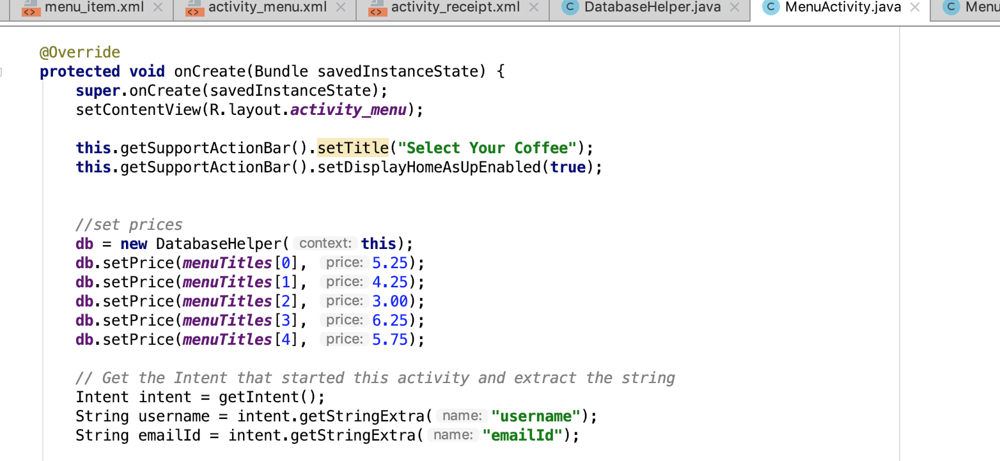 menu_item.xml activity_menu.xml activity_receipt.xml DatabaseHelper.java MenuActivity.java Menu
@Override
protected void onCreate(Bundle savedInstanceState) {
super.onCreate(savedInstanceState);
setContentView(R.layout.activity_menu);
this.getSupportActionBar().setTitle("Select Your Coffee");
this.getSupportActionBar().setDisplayHomeAsUpEnabled(true);
//set prices
db = new DatabaseHelper( context: this);
db.setPrice(menuTitles[0], price: 5.25);
db.setPrice(menuTitles[1], price: 4.25);
db.setPrice(menuTitles[2], price: 3.00);
db.setPrice(menuTitles[3], price: 6.25);
db.setPrice(menuTitles[4], price: 5.75);
// Get the Intent that started this activity and extract the string
Intent intent = getIntent();
String username = intent.getStringExtra( name: "username");
String emailId = intent.getStringExtra( name: "emailId");